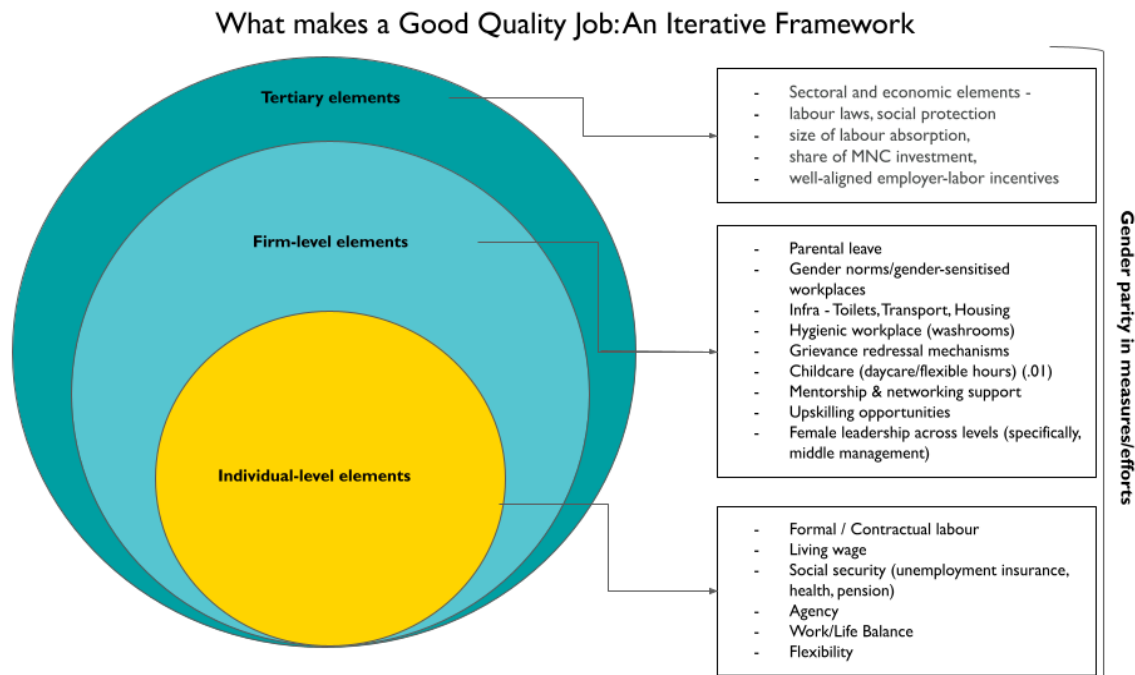 What makes a Good Quality Job: An Iterative Framework
Tertiary elements
- Sectoral and economic elements -
- labour laws, social protection
- size of labour absorption,
- share of MNC investment,
- well-aligned employer-labor incentives
Firm-level elements
- Parental leave
- Gender norms/gender-sensitised
workplaces
- Infra - Toilets, Transport, Housing
- Hygienic workplace (washrooms)
- Grievance redressal mechanisms
- Childcare (daycare/flexible hours) (.01)
- Mentorship & networking support
- Upskilling opportunities
- Female leadership across levels (specifically,
middle management)
Individual-level elements
- Formal / Contractual labour
- Living wage
- Social security (unemployment insurance,
health, pension)
- Agency
- Work/Life Balance
- Flexibility
Gender parity in measures/efforts